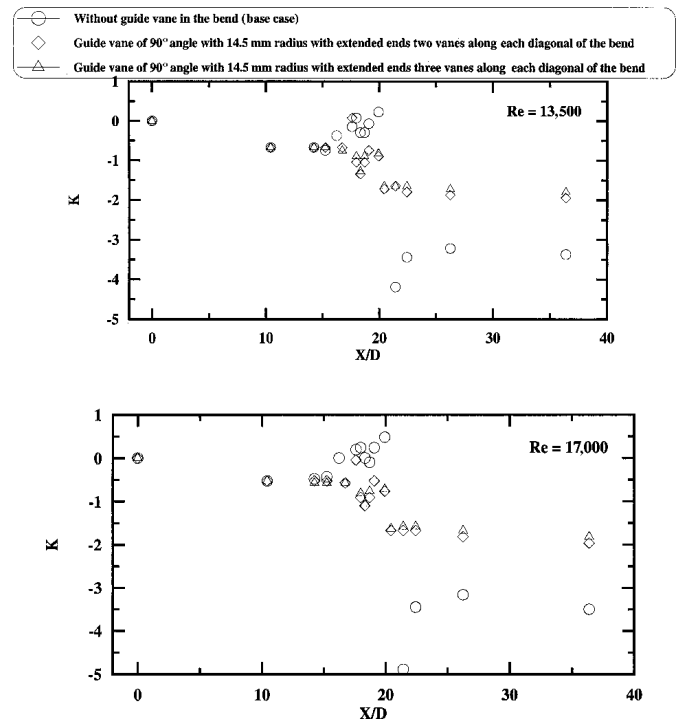 Without guide vane in the bend (base case)
Guide vane of 90° angle with 14.5 mm radius with extended ends two vanes along each diagonal of the bend
Guide vane of 90° angle with 14.5 mm radius with extended ends three vanes along each diagonal of the bend
1
Re = 13,500
0
-1
K
-2
-3
-4
-5
0 10 20 30 40
X/D
1
Re = 17,000
0
-1
K
-2
-3
-4
-5
0 10 20 30 40
X/D